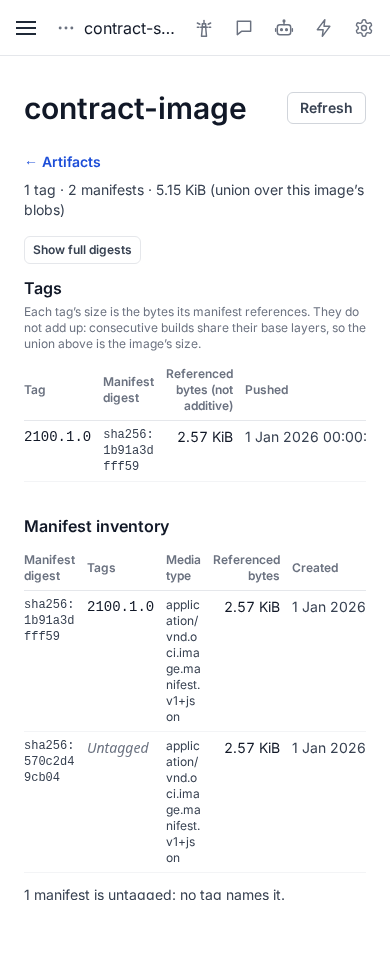 contract-s...
contract-image
Refresh
← Artifacts
1 tag · 2 manifests · 5.15 KiB (union over this image's
blobs)
Show full digests
Tags
Each tag's size is the bytes its manifest references. They do
not add up: consecutive builds share their base layers, so the
union above is the image's size.
Tag
Manifest
digest
Referenced
bytes (not
additive)
Pushed
2100.1.0
sha256:
1b91a3d
fff59
2.57 KiB
1 Jan 2026 00:00:
Manifest inventory
Manifest
digest
Tags
Media
type
Referenced
bytes
Created
sha256:
1b91a3d
fff59
2100.1.0
applic
ation/
vnd.o
ci.ima
ge.ma
nifest.
v1+js
on
2.57 KiB
1 Jan 2026
sha256:
570c2d4
9cb04
Untagged
applic
ation/
vnd.o
ci.ima
ge.ma
nifest.
v1+js
on
2.57 KiB
1 Jan 2026
1 manifest is untagged: no tag names it.